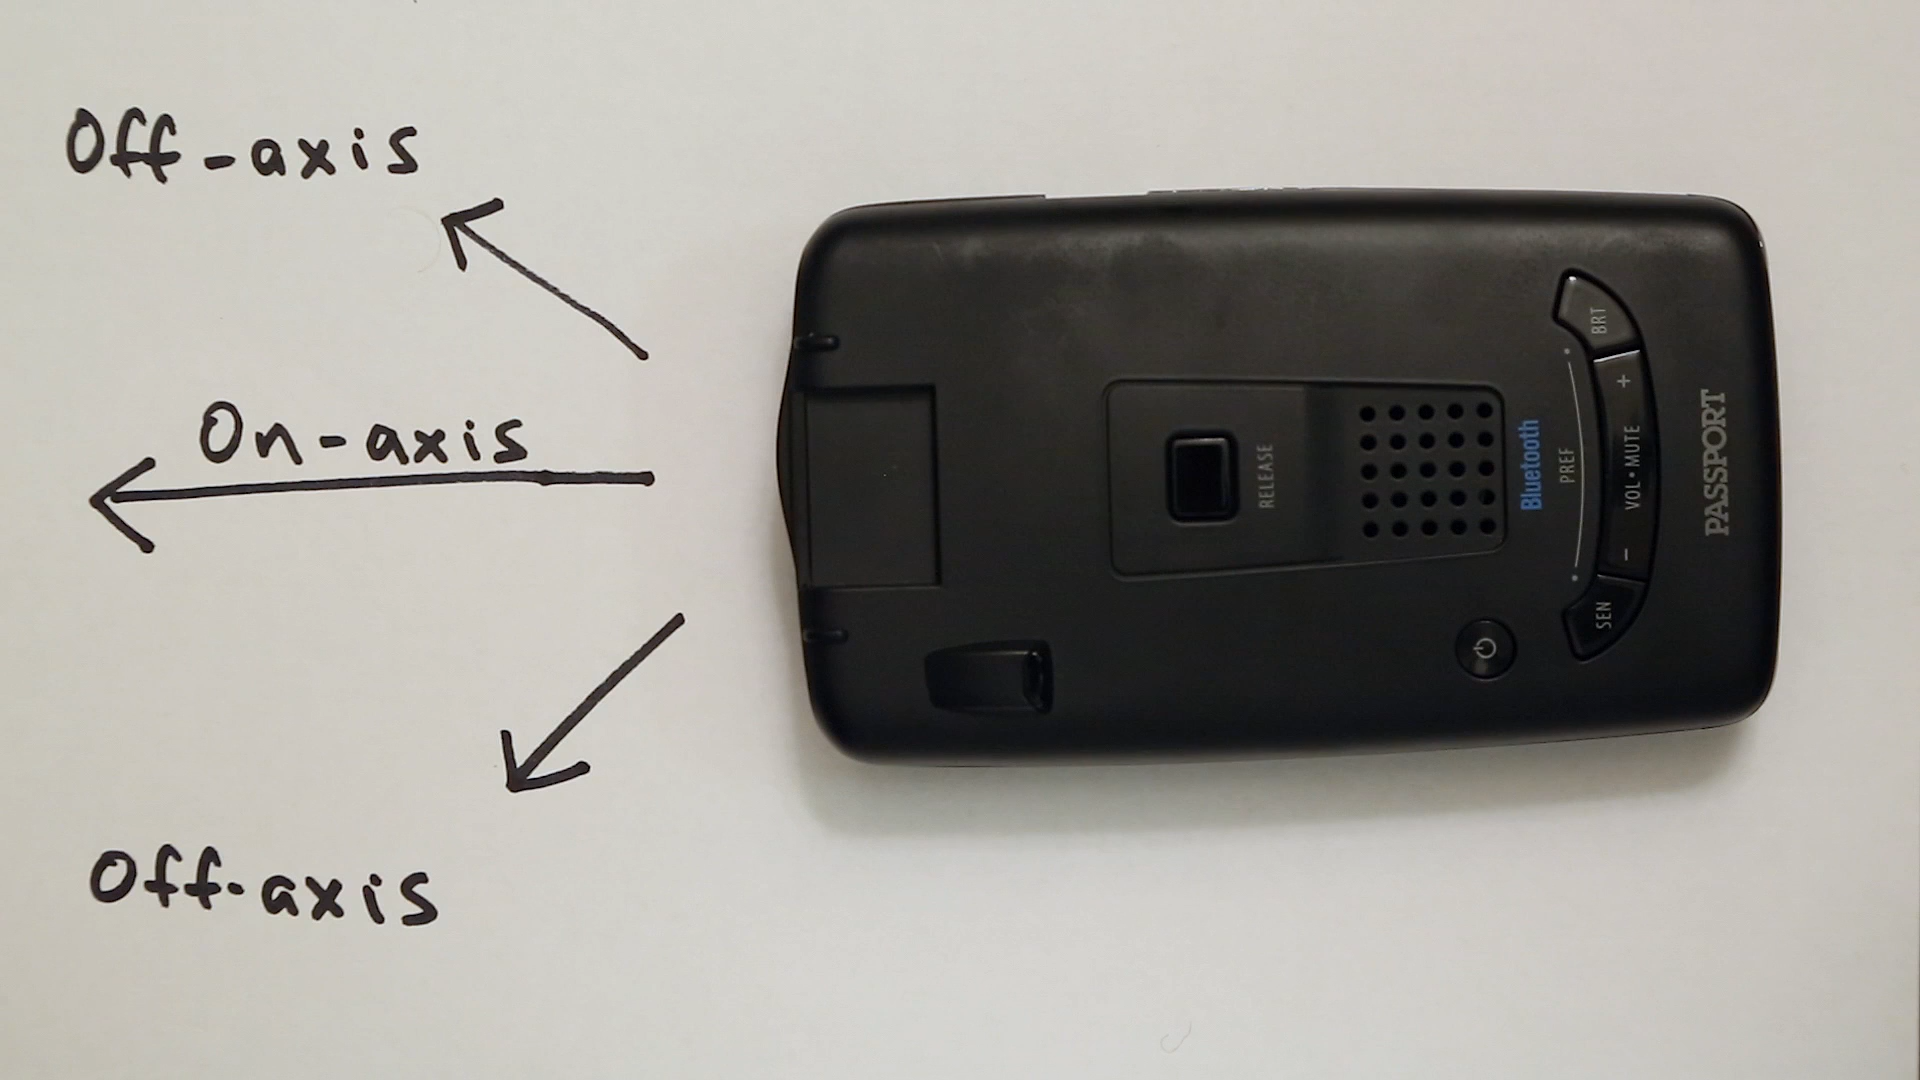 Off-axis
On-axis
Off-axis
RELEASE
Bluetooth
PREF
BRT
- VOL•MUTE +
SEN
PASSPORT